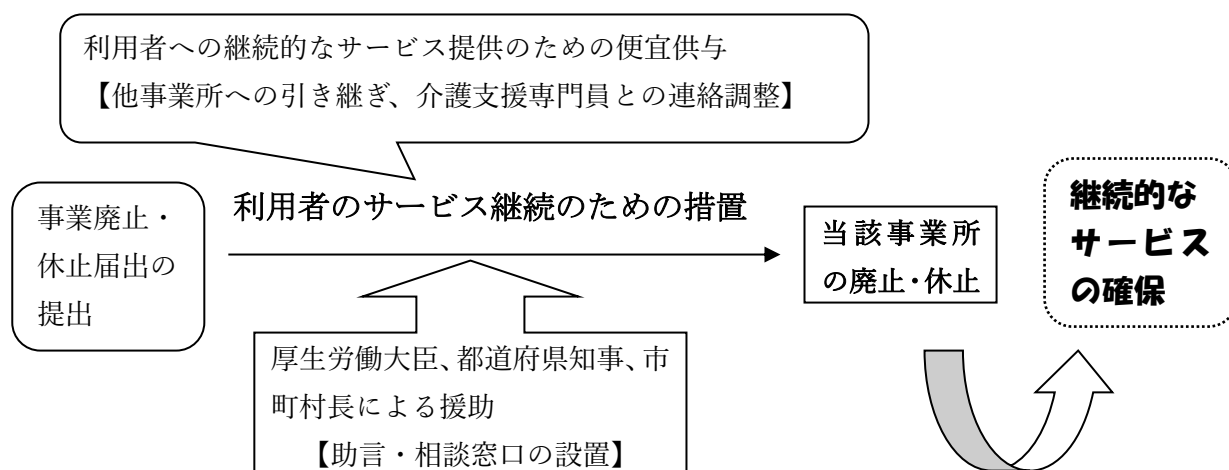 利用者への継続的なサービス提供のための便宜供与
【他事業所への引き継ぎ、介護支援専門員との連絡調整】
利用者のサービス継続のための措置
事業廃止・
休止届出の
提出
当該事業所
の廃止・休止
継続的な
サービス
の確保
厚生労働大臣、都道府県知事、市
町村長による援助
【助言・相談窓口の設置】